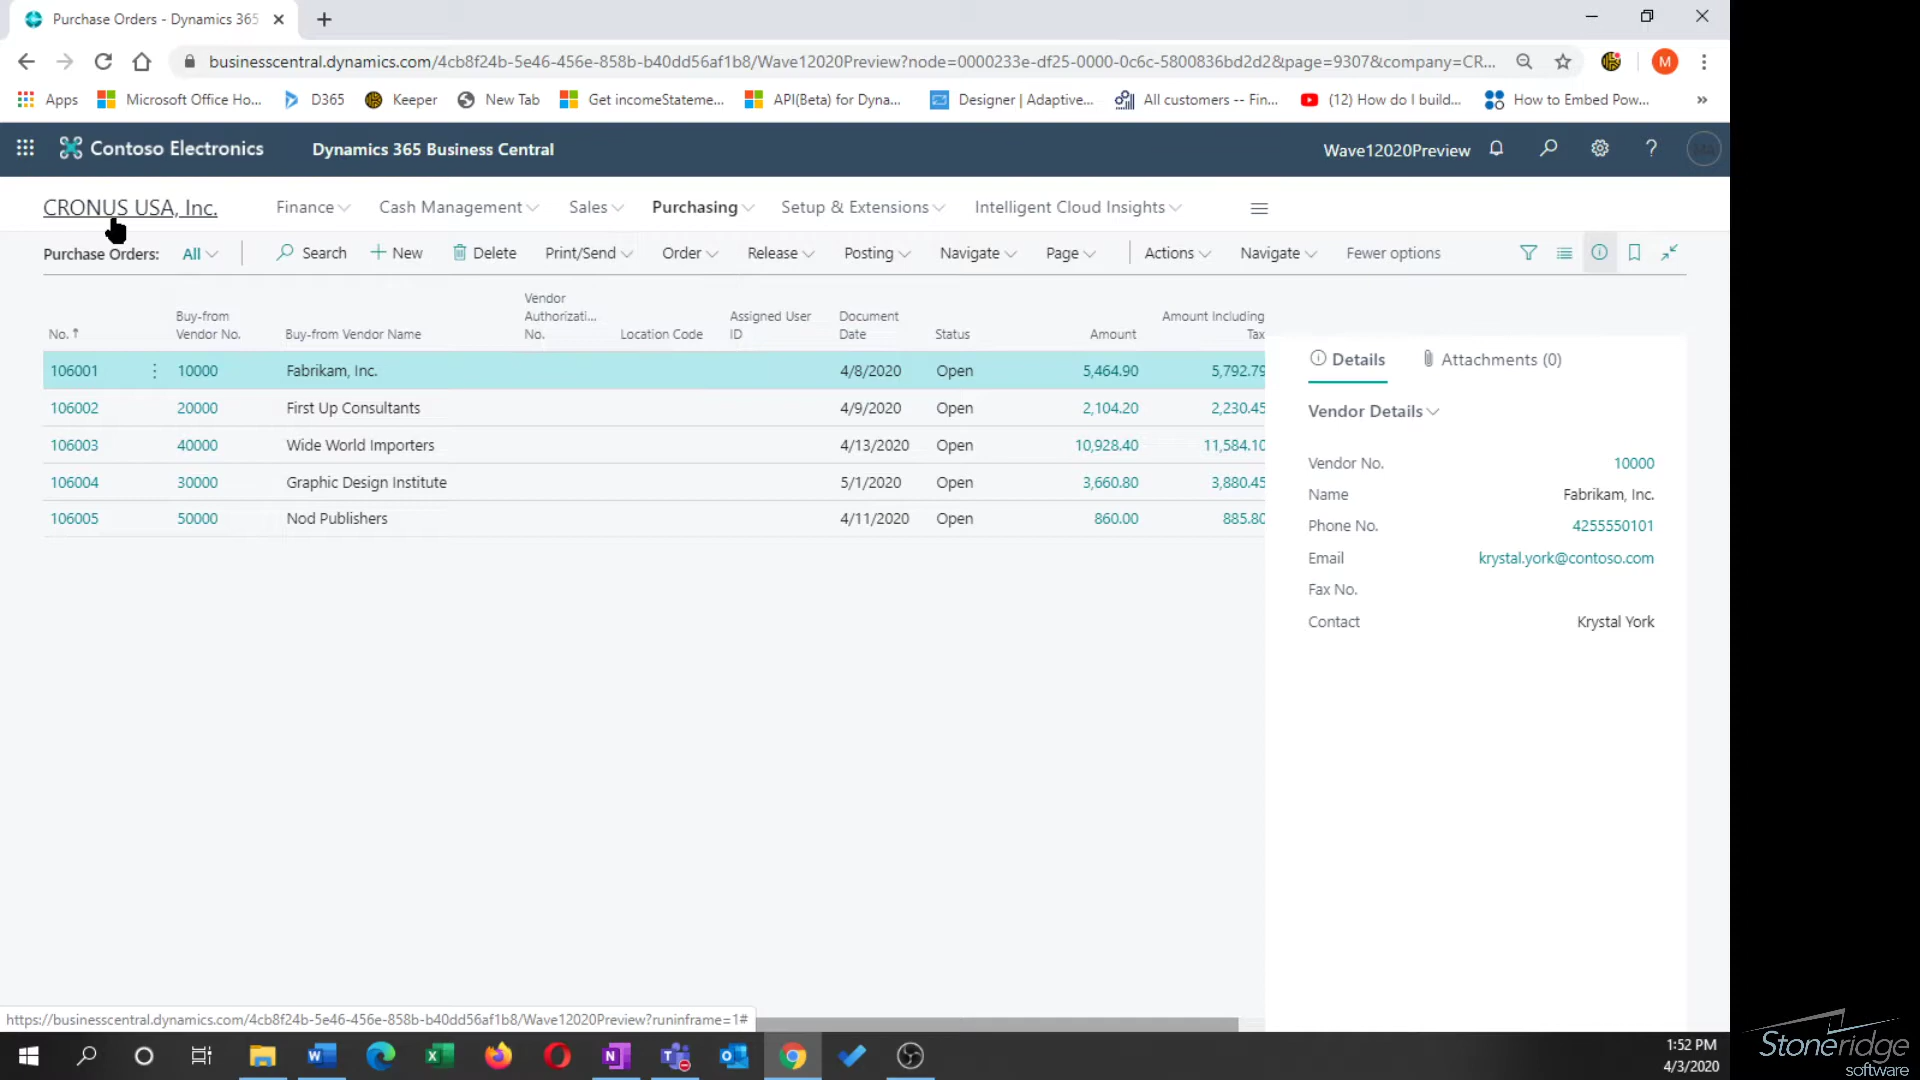 Purchase Orders - Dynamics 365
businesscentral.dynamics.com/4cb8f24b-5e46-456e-858b-b40dd56af1b8/Wave12020Preview?node=0000233e-df25-0000-0c6c-5800836bd2d2&page=9307&company=CR...
M
Apps Microsoft Office Ho... D365 Keeper New Tab Get incomeStateme... API(Beta) for Dyna... Designer | Adaptive... All customers -- Fin... (12) How do I build... How to Embed Pow... »
Contoso Electronics Dynamics 365 Business Central Wave12020Preview ?
CRONUS USA, Inc. Finance Cash Management Sales Purchasing Setup & Extensions Intelligent Cloud Insights
Purchase Orders: All Search + New Delete Print/Send Order Release Posting Navigate Page Actions Navigate Fewer options
No. ↑ Buy-from Vendor No. Buy-from Vendor Name Vendor Authorizati... No. Location Code Assigned User ID Document Date Status Amount Amount Including Tax
106001 10000 Fabrikam, Inc. 4/8/2020 Open 5,464.90 5,792.79
106002 20000 First Up Consultants 4/9/2020 Open 2,104.20 2,230.45
106003 40000 Wide World Importers 4/13/2020 Open 10,928.40 11,584.10
106004 30000 Graphic Design Institute 5/1/2020 Open 3,660.80 3,880.45
106005 50000 Nod Publishers 4/11/2020 Open 860.00 885.80
Details Attachments (0)
Vendor Details
Vendor No. 10000
Name Fabrikam, Inc.
Phone No. 4255550101
Email krystal.york@contoso.com
Fax No.
Contact Krystal York
https://businesscentral.dynamics.com/4cb8f24b-5e46-456e-858b-b40dd56af1b8/Wave12020Preview?runinframe=1#
1:52 PM
4/3/2020
Stoneridge
software